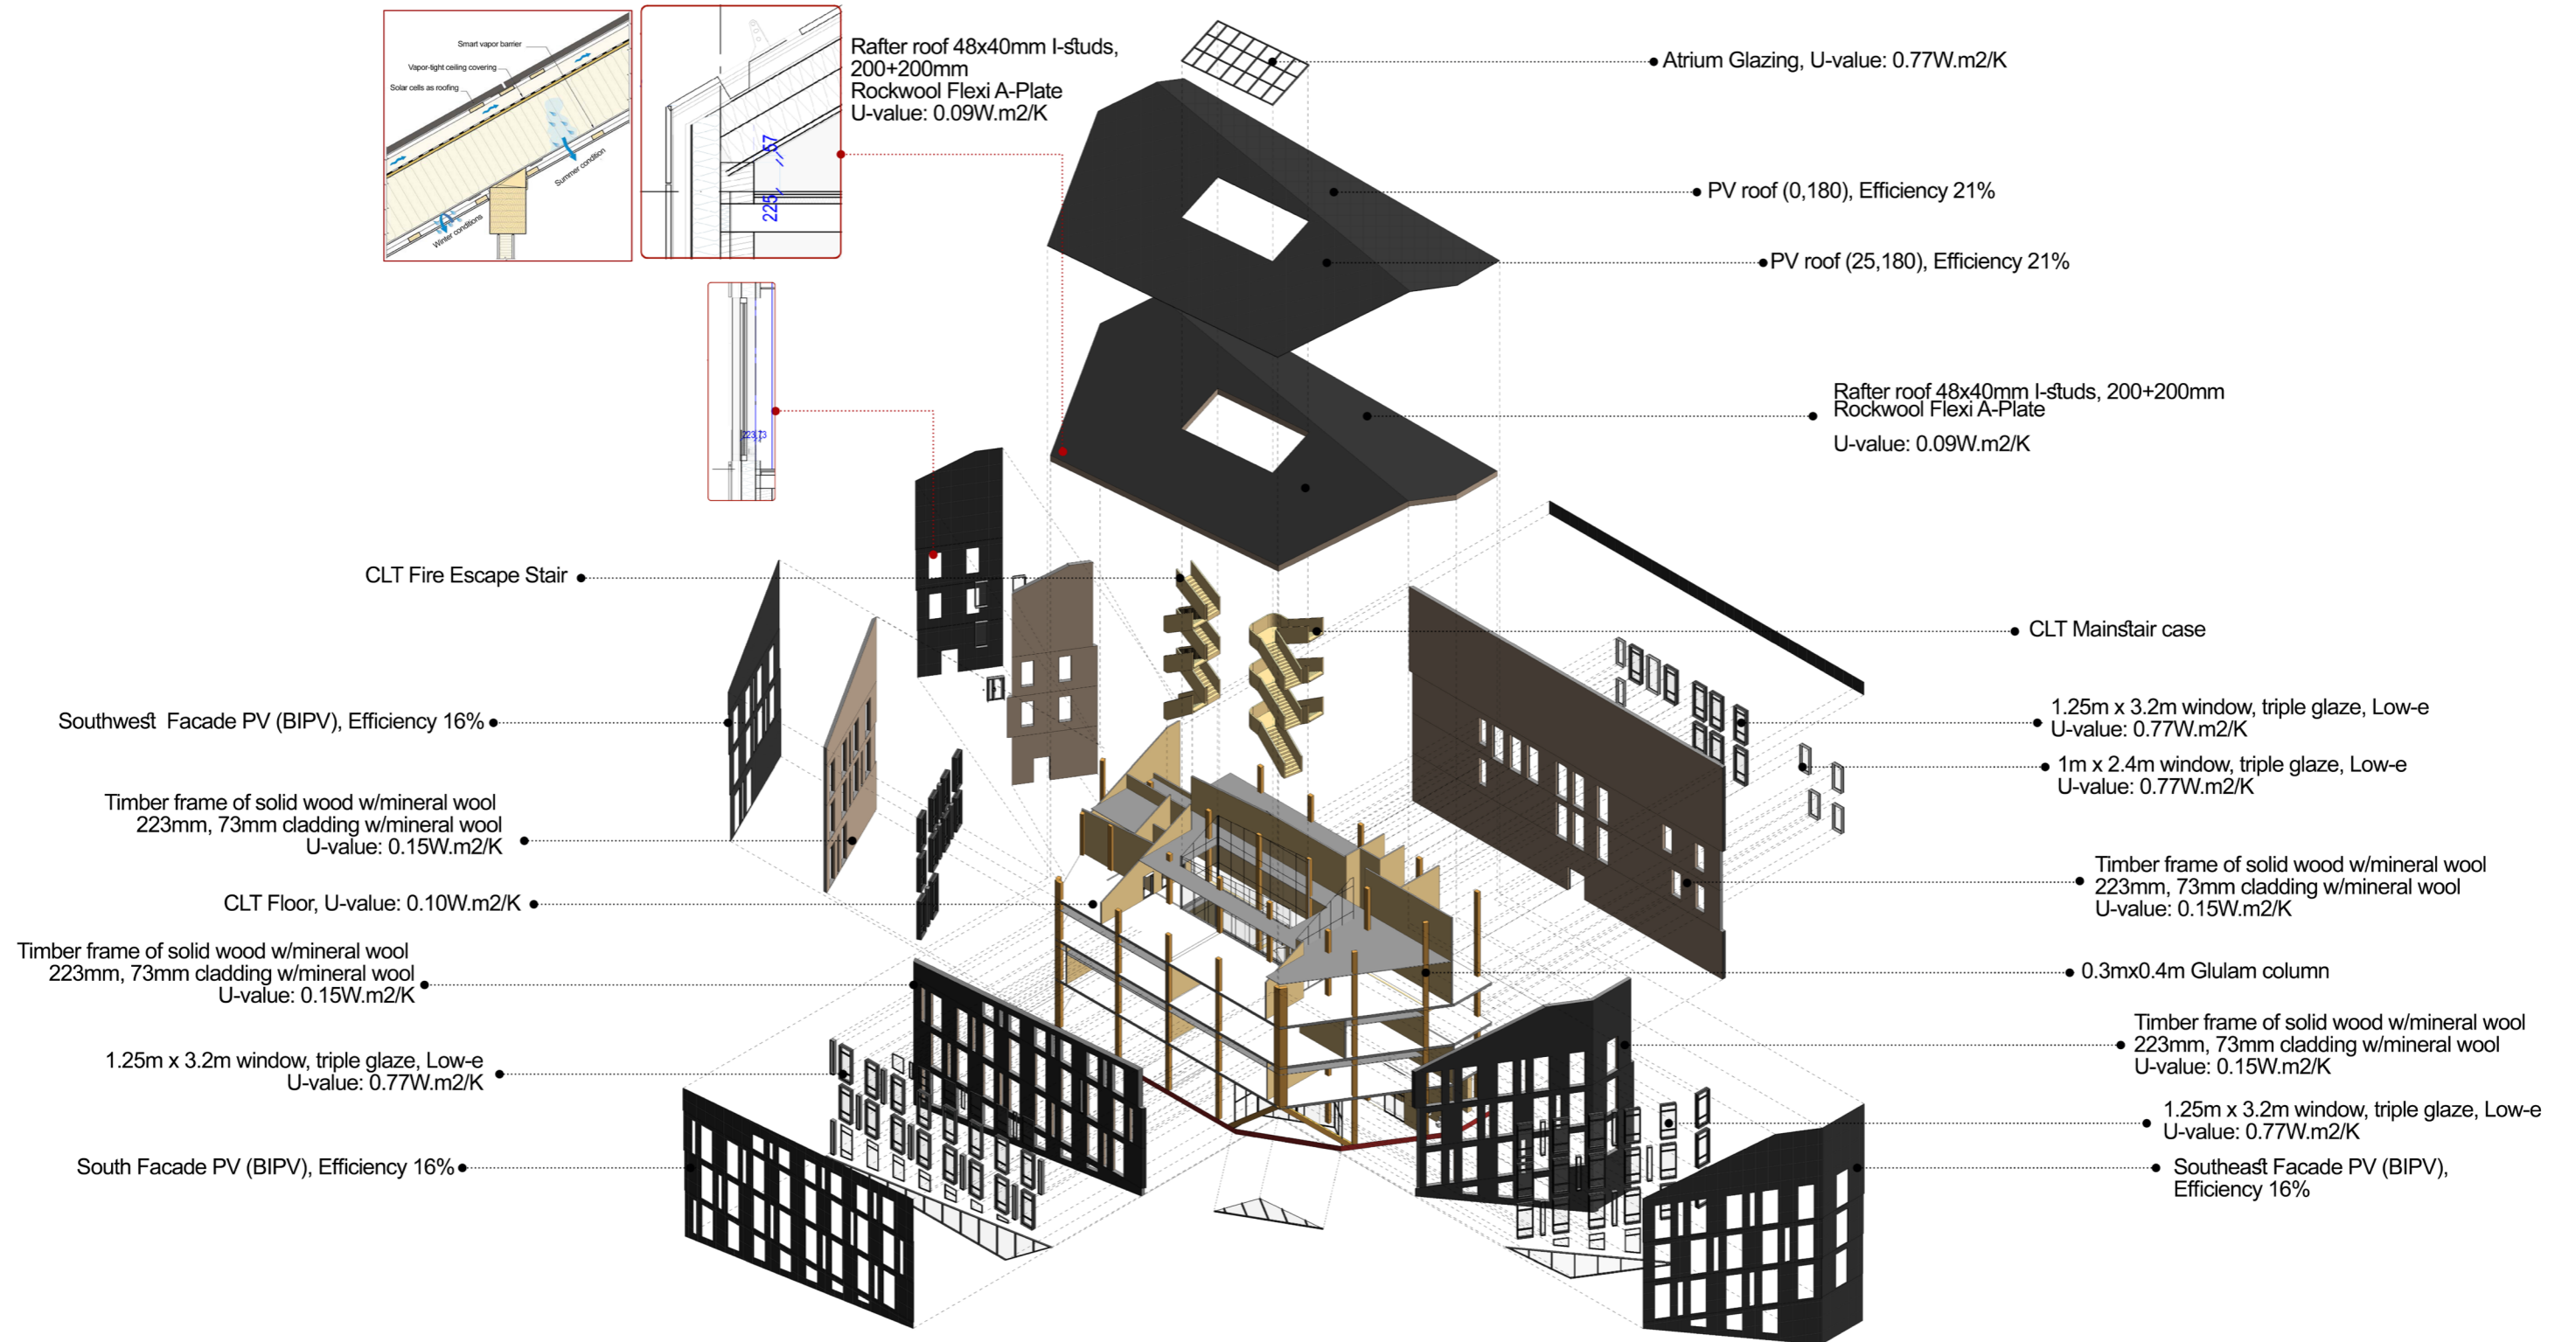 Smart vapor barrier
Vapor-tight ceiling covering
Solar cells as roofing
Summer condition
Winter conditions
57
225
Rafter roof 48x40mm I-studs,
200+200mm
Rockwool Flexi A-Plate
U-value: 0.09W.m2/K
Atrium Glazing, U-value: 0.77W.m2/K
PV roof (0,180), Efficiency 21%
PV roof (25,180), Efficiency 21%
Rafter roof 48x40mm I-studs, 200+200mm
Rockwool Flexi A-Plate
U-value: 0.09W.m2/K
223
73
CLT Fire Escape Stair
Southwest Facade PV (BIPV), Efficiency 16%
Timber frame of solid wood w/mineral wool
223mm, 73mm cladding w/mineral wool
U-value: 0.15W.m2/K
CLT Floor, U-value: 0.10W.m2/K
Timber frame of solid wood w/mineral wool
223mm, 73mm cladding w/mineral wool
U-value: 0.15W.m2/K
1.25m x 3.2m window, triple glaze, Low-e
U-value: 0.77W.m2/K
South Facade PV (BIPV), Efficiency 16%
CLT Mainstair case
1.25m x 3.2m window, triple glaze, Low-e
U-value: 0.77W.m2/K
1m x 2.4m window, triple glaze, Low-e
U-value: 0.77W.m2/K
Timber frame of solid wood w/mineral wool
223mm, 73mm cladding w/mineral wool
U-value: 0.15W.m2/K
0.3mx0.4m Glulam column
Timber frame of solid wood w/mineral wool
223mm, 73mm cladding w/mineral wool
U-value: 0.15W.m2/K
1.25m x 3.2m window, triple glaze, Low-e
U-value: 0.77W.m2/K
Southeast Facade PV (BIPV),
Efficiency 16%